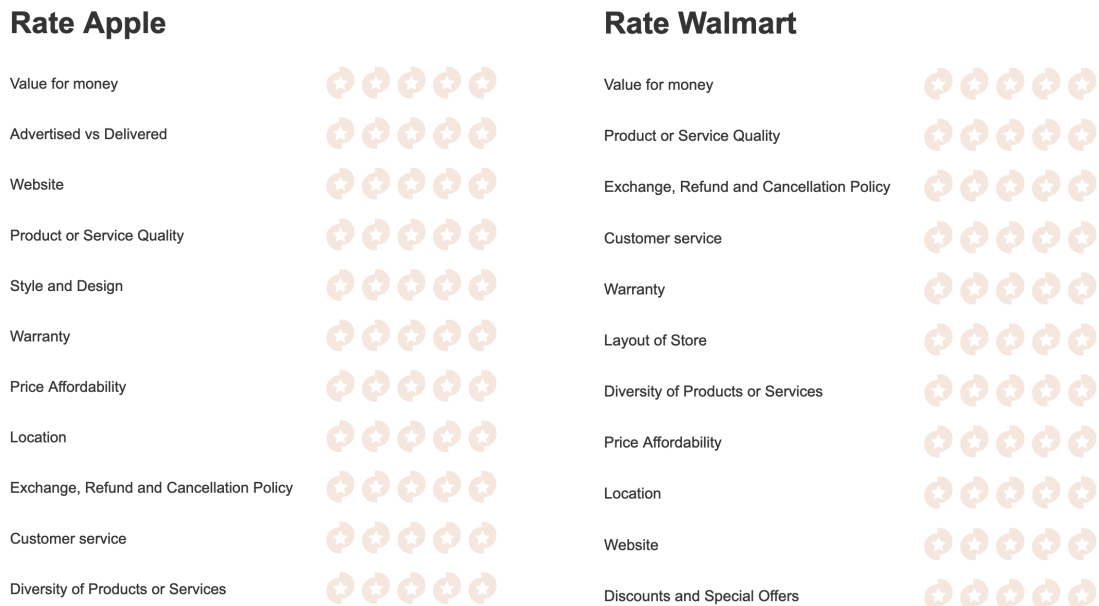 Rate Apple
Value for money
Advertised vs Delivered
Website
Product or Service Quality
Style and Design
Warranty
Price Affordability
Location
Exchange, Refund and Cancellation Policy
Customer service
Diversity of Products or Services
Rate Walmart
Value for money
Product or Service Quality
Exchange, Refund and Cancellation Policy
Customer service
Warranty
Layout of Store
Diversity of Products or Services
Price Affordability
Location
Website
Discounts and Special Offers